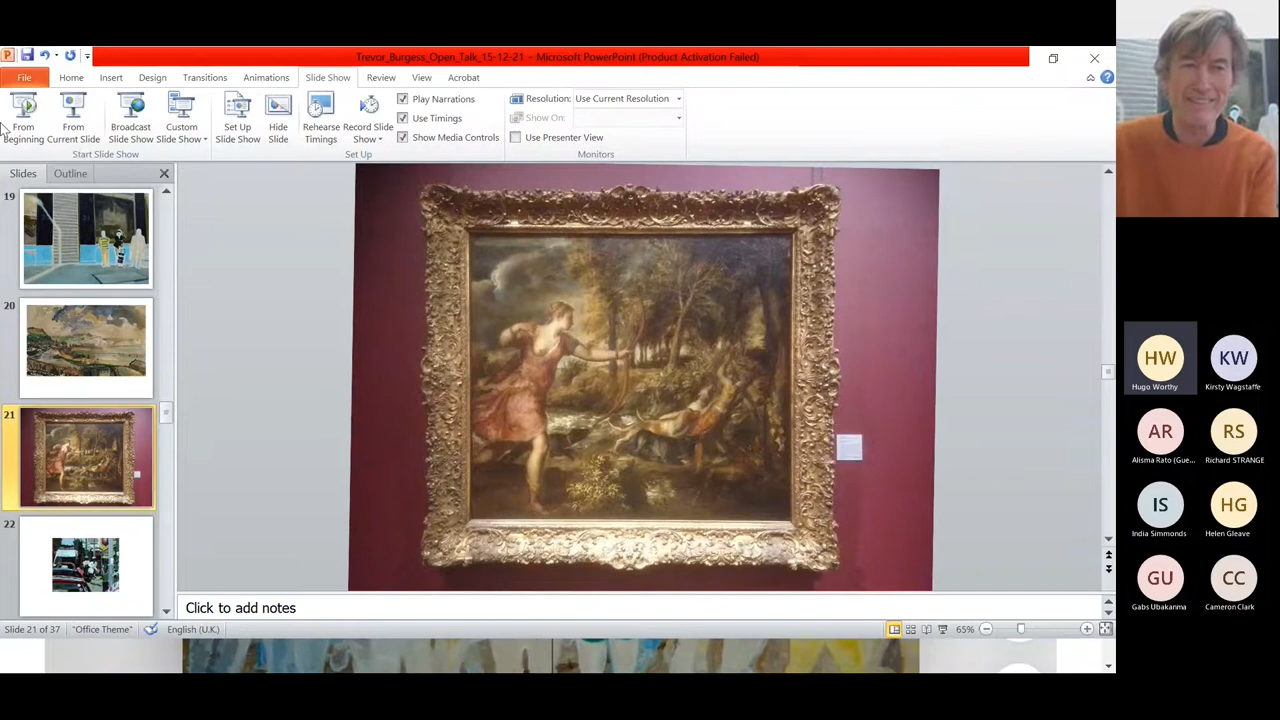 Trevor_Burgess_Open_Talk_15-12-21 - Microsoft PowerPoint (Product Activation Failed)
File Home Insert Design Transitions Animations Slide Show Review View Acrobat
From Beginning
From Current Slide
Broadcast Slide Show
Custom Slide Show
Set Up Slide Show
Hide Slide
Rehearse Timings
Record Slide Show
Play Narrations
Use Timings
Show Media Controls
Resolution: Use Current Resolution
Show On:
Use Presenter View
Start Slide Show
Set Up
Monitors
Slides Outline
19
20
21
22
Click to add notes
Slide 21 of 37 "Office Theme" English (U.K.) 65%
HW KW
Hugo Worthy Kirsty Wagstaffe
AR RS
Alisma Rato (Gue... Richard STRANGE
IS HG
India Simmonds Helen Gleave
GU CC
Gabs Ubakanma Cameron Clark